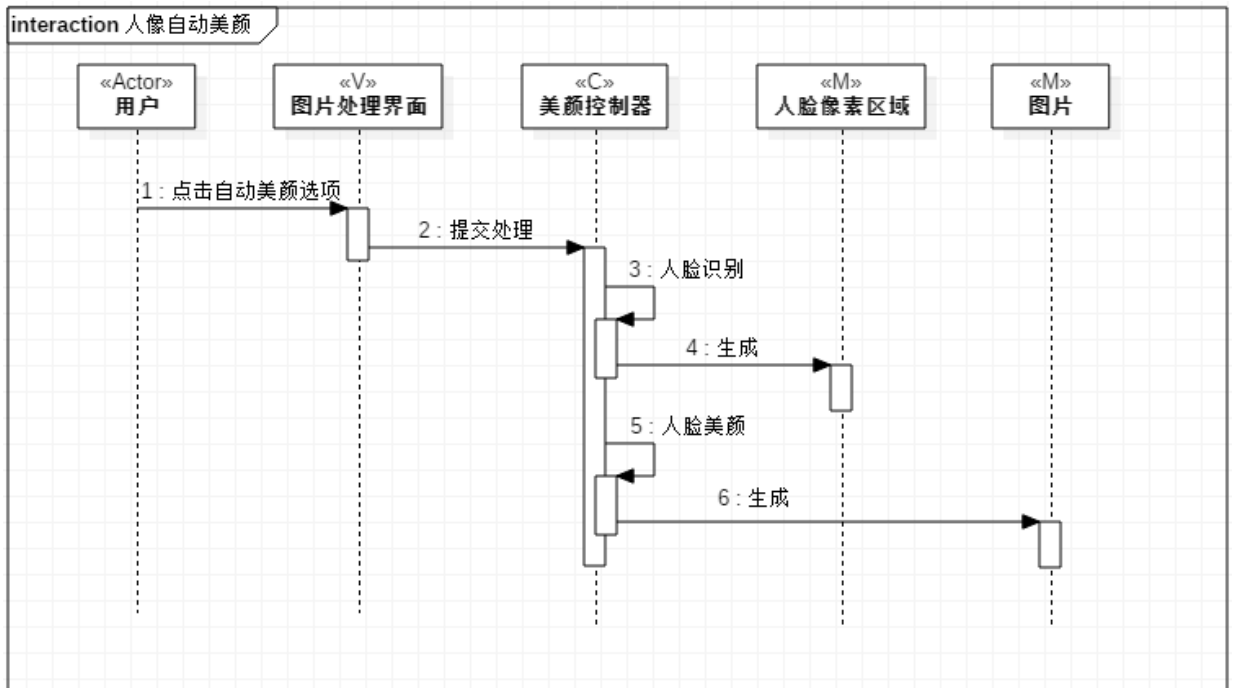 interaction 人像自动美颜
«Actor»
用户
«V»
图片处理界面
«C»
美颜控制器
«M»
人脸像素区域
«M»
图片
1 : 点击自动美颜选项
2 : 提交处理
3 : 人脸识别
4 : 生成
5 : 人脸美颜
6 : 生成